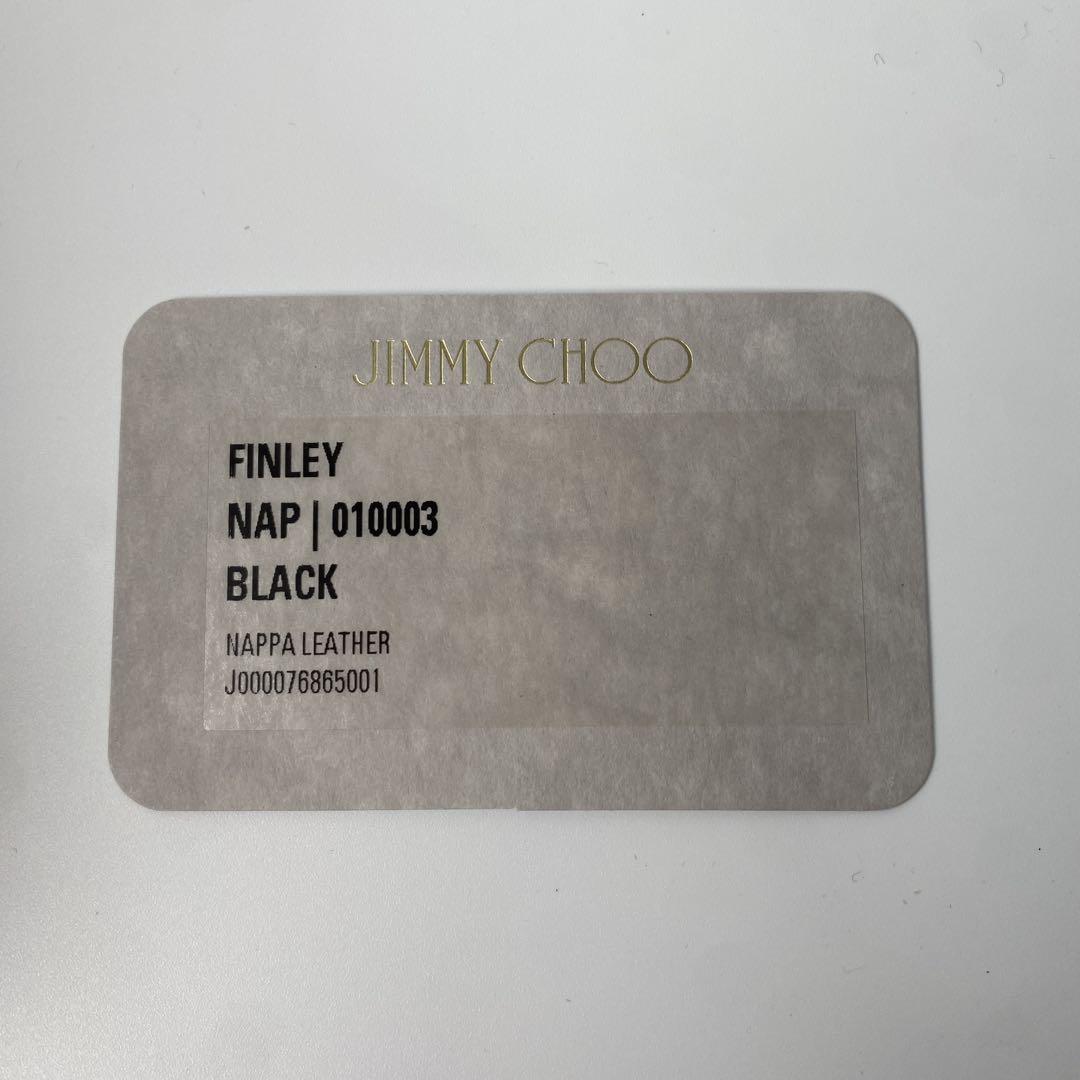 JIMMY CHOO
FINLEY
NAP | 010003
BLACK
NAPPA LEATHER
J000076865001